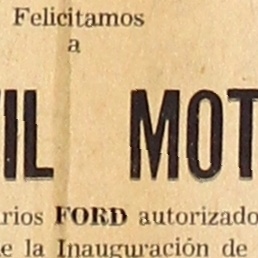 Felicitamos
a
IL MOT
rios FORD autorizado
e la Inauguración de